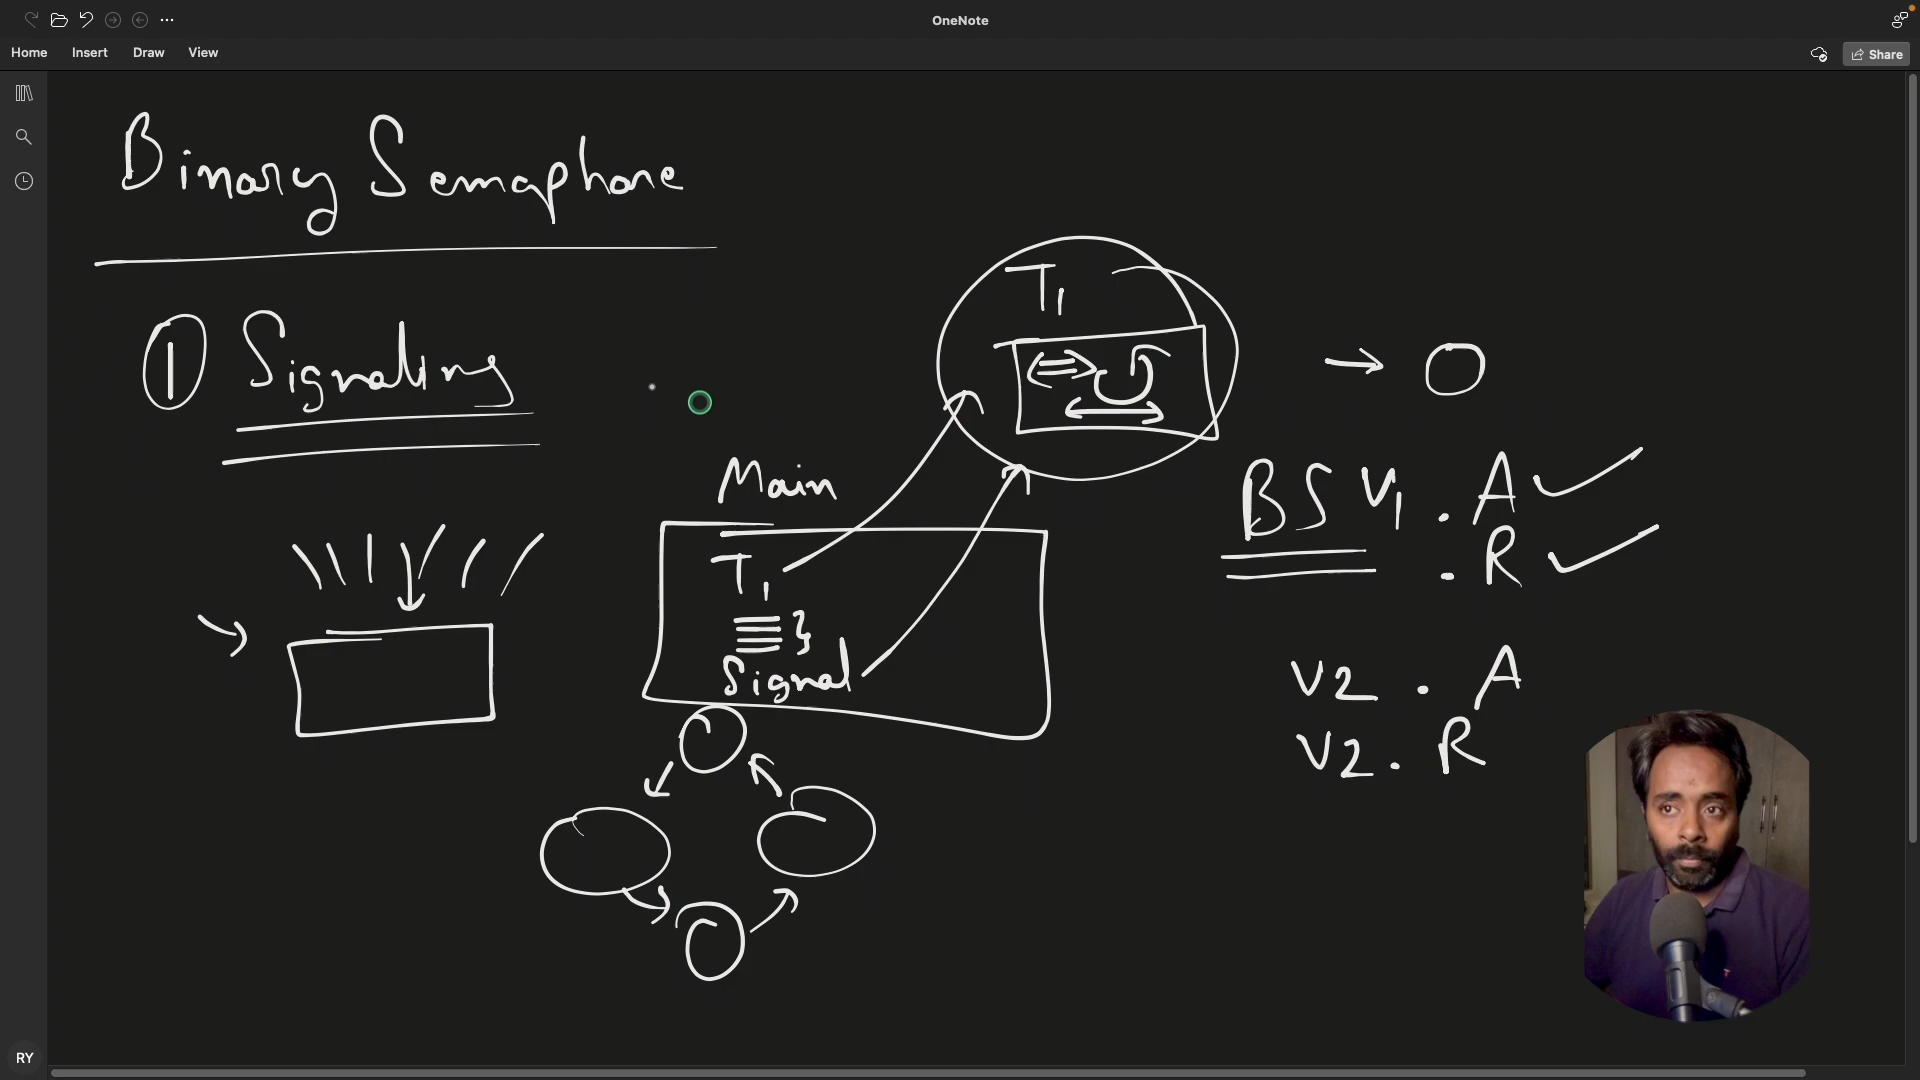 OneNote
Home Insert Draw View
Share
Binary Semaphore
① Signaling
T1
O
Main
T1
Signal
BS V1 . A
. R
V2 . A
V2 . R
RY